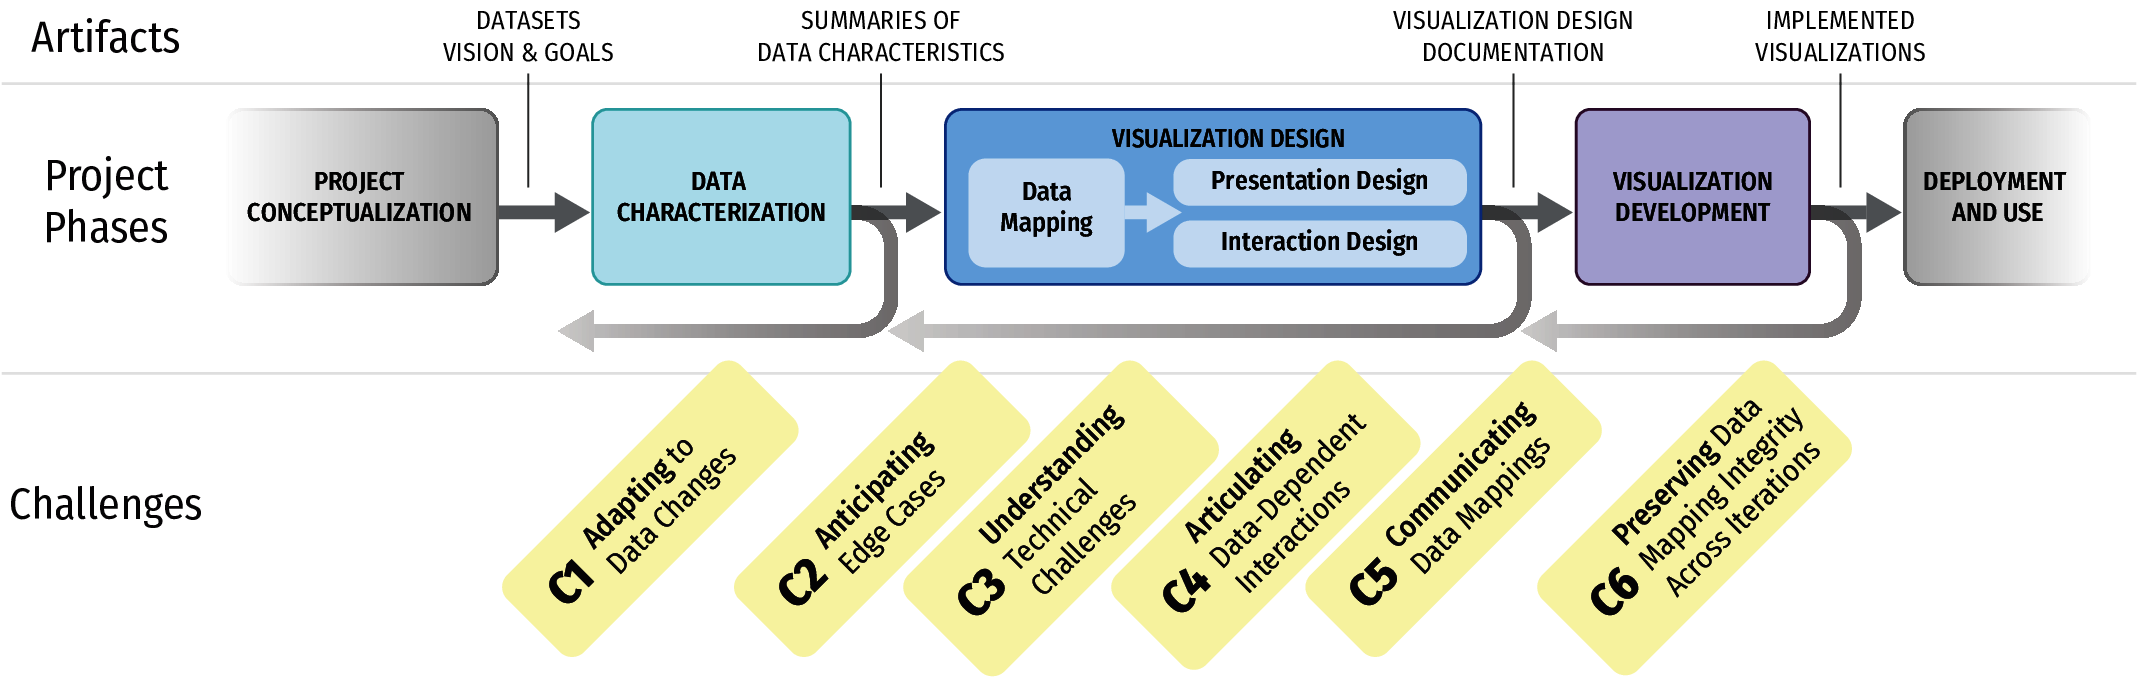 Artifacts
DATASETS
VISION & GOALS
SUMMARIES OF
DATA CHARACTERISTICS
VISUALIZATION DESIGN
DOCUMENTATION
IMPLEMENTED
VISUALIZATIONS
Project
Phases
PROJECT
CONCEPTUALIZATION
DATA
CHARACTERIZATION
VISUALIZATION DESIGN
Data
Mapping
Presentation Design
Interaction Design
VISUALIZATION
DEVELOPMENT
DEPLOYMENT
AND USE
Challenges
C1 Adapting to
Data Changes
C2 Anticipating
Edge Cases
C3 Understanding
Technical
Challenges
C4 Articulating
Data-Dependent
Interactions
C5 Communicating
Data Mappings
C6 Preserving Data
Mapping Integrity
Across Iterations